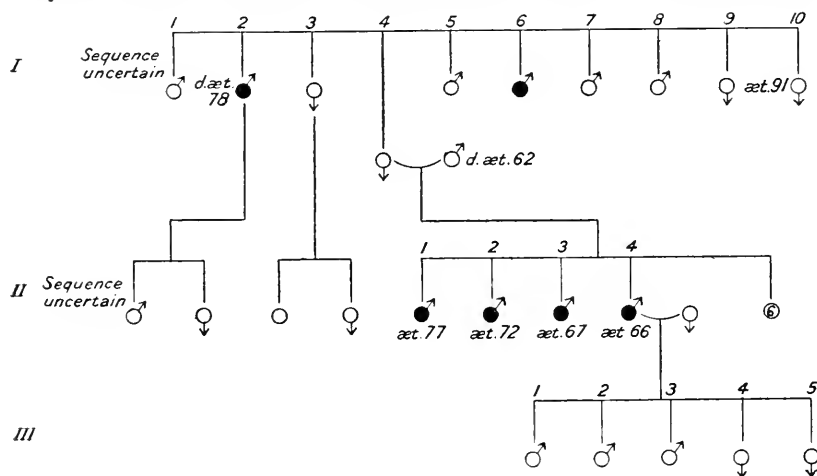 1 2 3 4 5 6 7 8 9 10
I
Sequence uncertain
d.æt. 78
æt.91
d.æt.62
1 2 3 4
II
Sequence uncertain
æt.77 æt.72 æt.67 æt 66
6
1 2 3 4 5
III